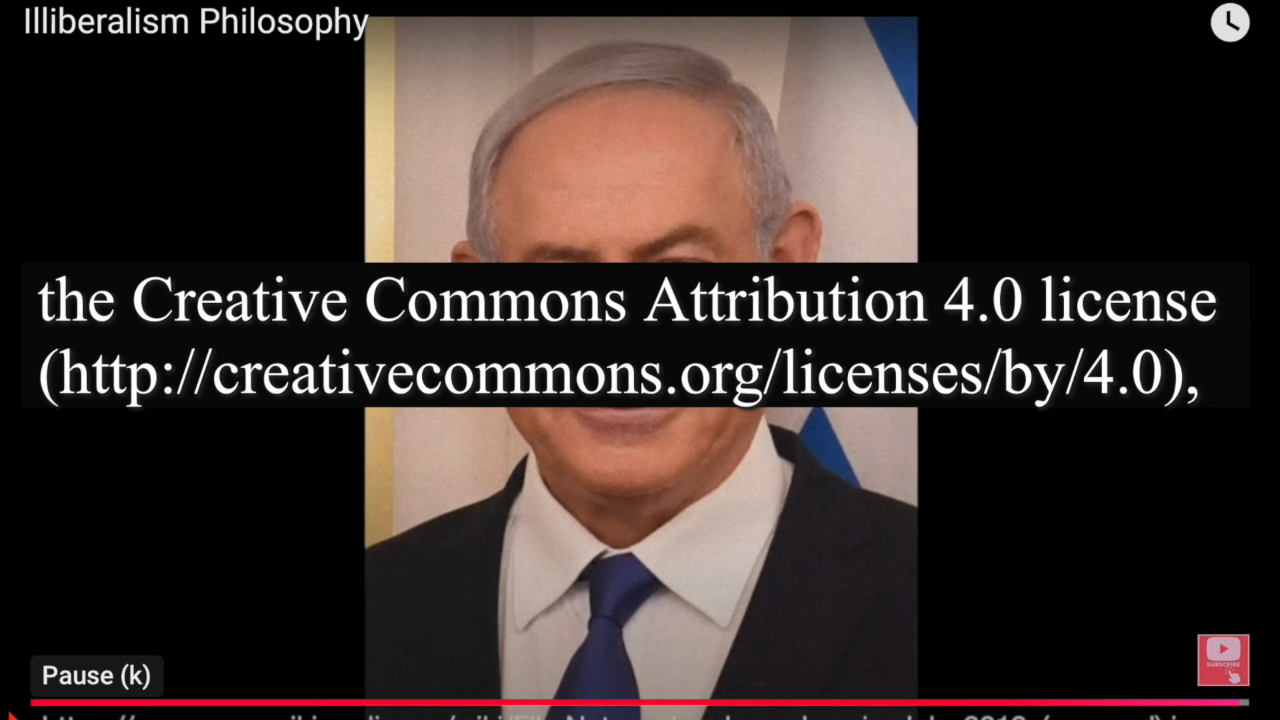 Illiberalism Philosophy
the Creative Commons Attribution 4.0 license
(http://creativecommons.org/licenses/by/4.0),
SUBSCRIBE
Pause (k)